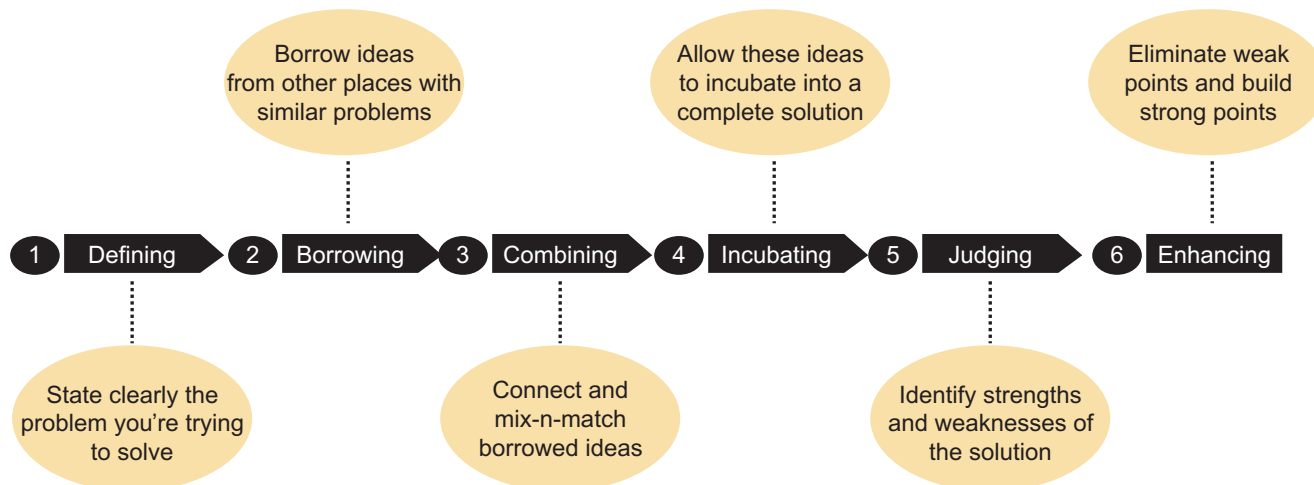 Borrow ideas
from other places with
similar problems
Allow these ideas
to incubate into a
complete solution
Eliminate weak
points and build
strong points
1 Defining 2 Borrowing 3 Combining 4 Incubating 5 Judging 6 Enhancing
State clearly the
problem you’re trying
to solve
Connect and
mix-n-match
borrowed ideas
Identify strengths
and weaknesses of
the solution